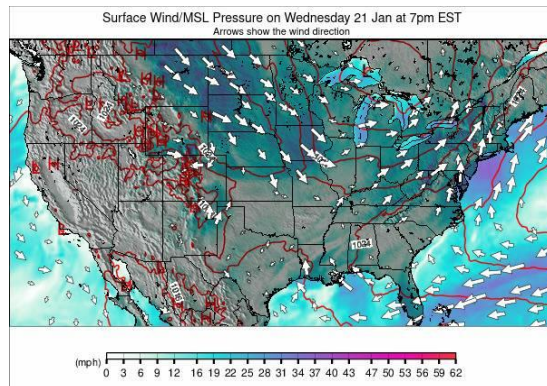 Surface Wind/MSL Pressure on Wednesday 21 Jan at 7pm EST
Arrows show the wind direction
1024
(mph)
0 3 6 9 12 16 19 22 25 28 31 34 37 40 43 47 50 53 56 59 62